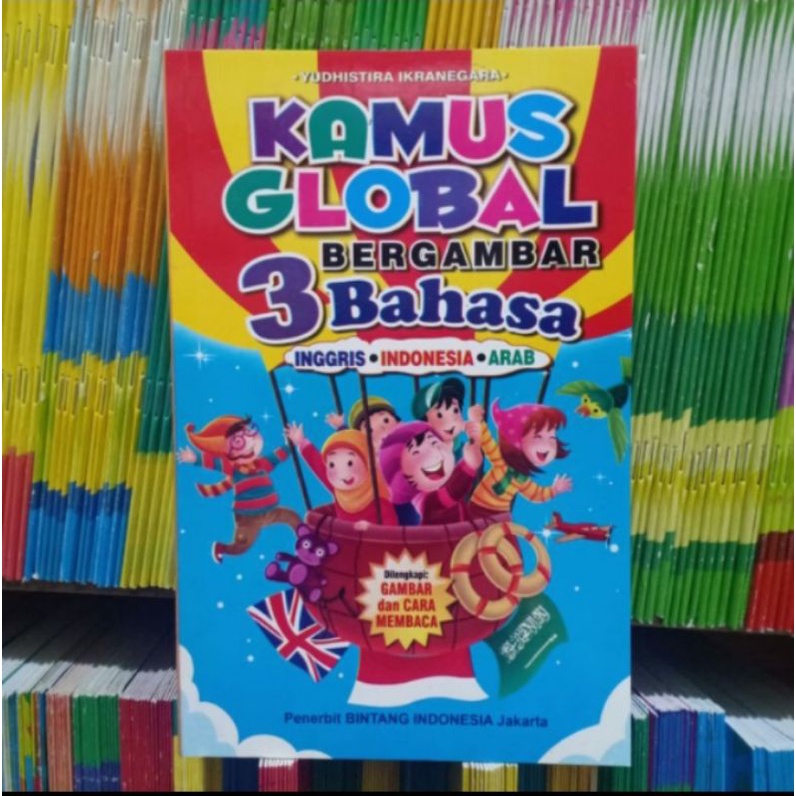 •YUDHISTIRA IKRANEGARA•
KAMUS
GLOBAL
BERGAMBAR
3 Bahasa
INGGRIS • INDONESIA • ARAB
Dilengkapi:
GAMBAR
dan CARA
MEMBACA
Penerbit BINTANG INDONESIA Jakarta